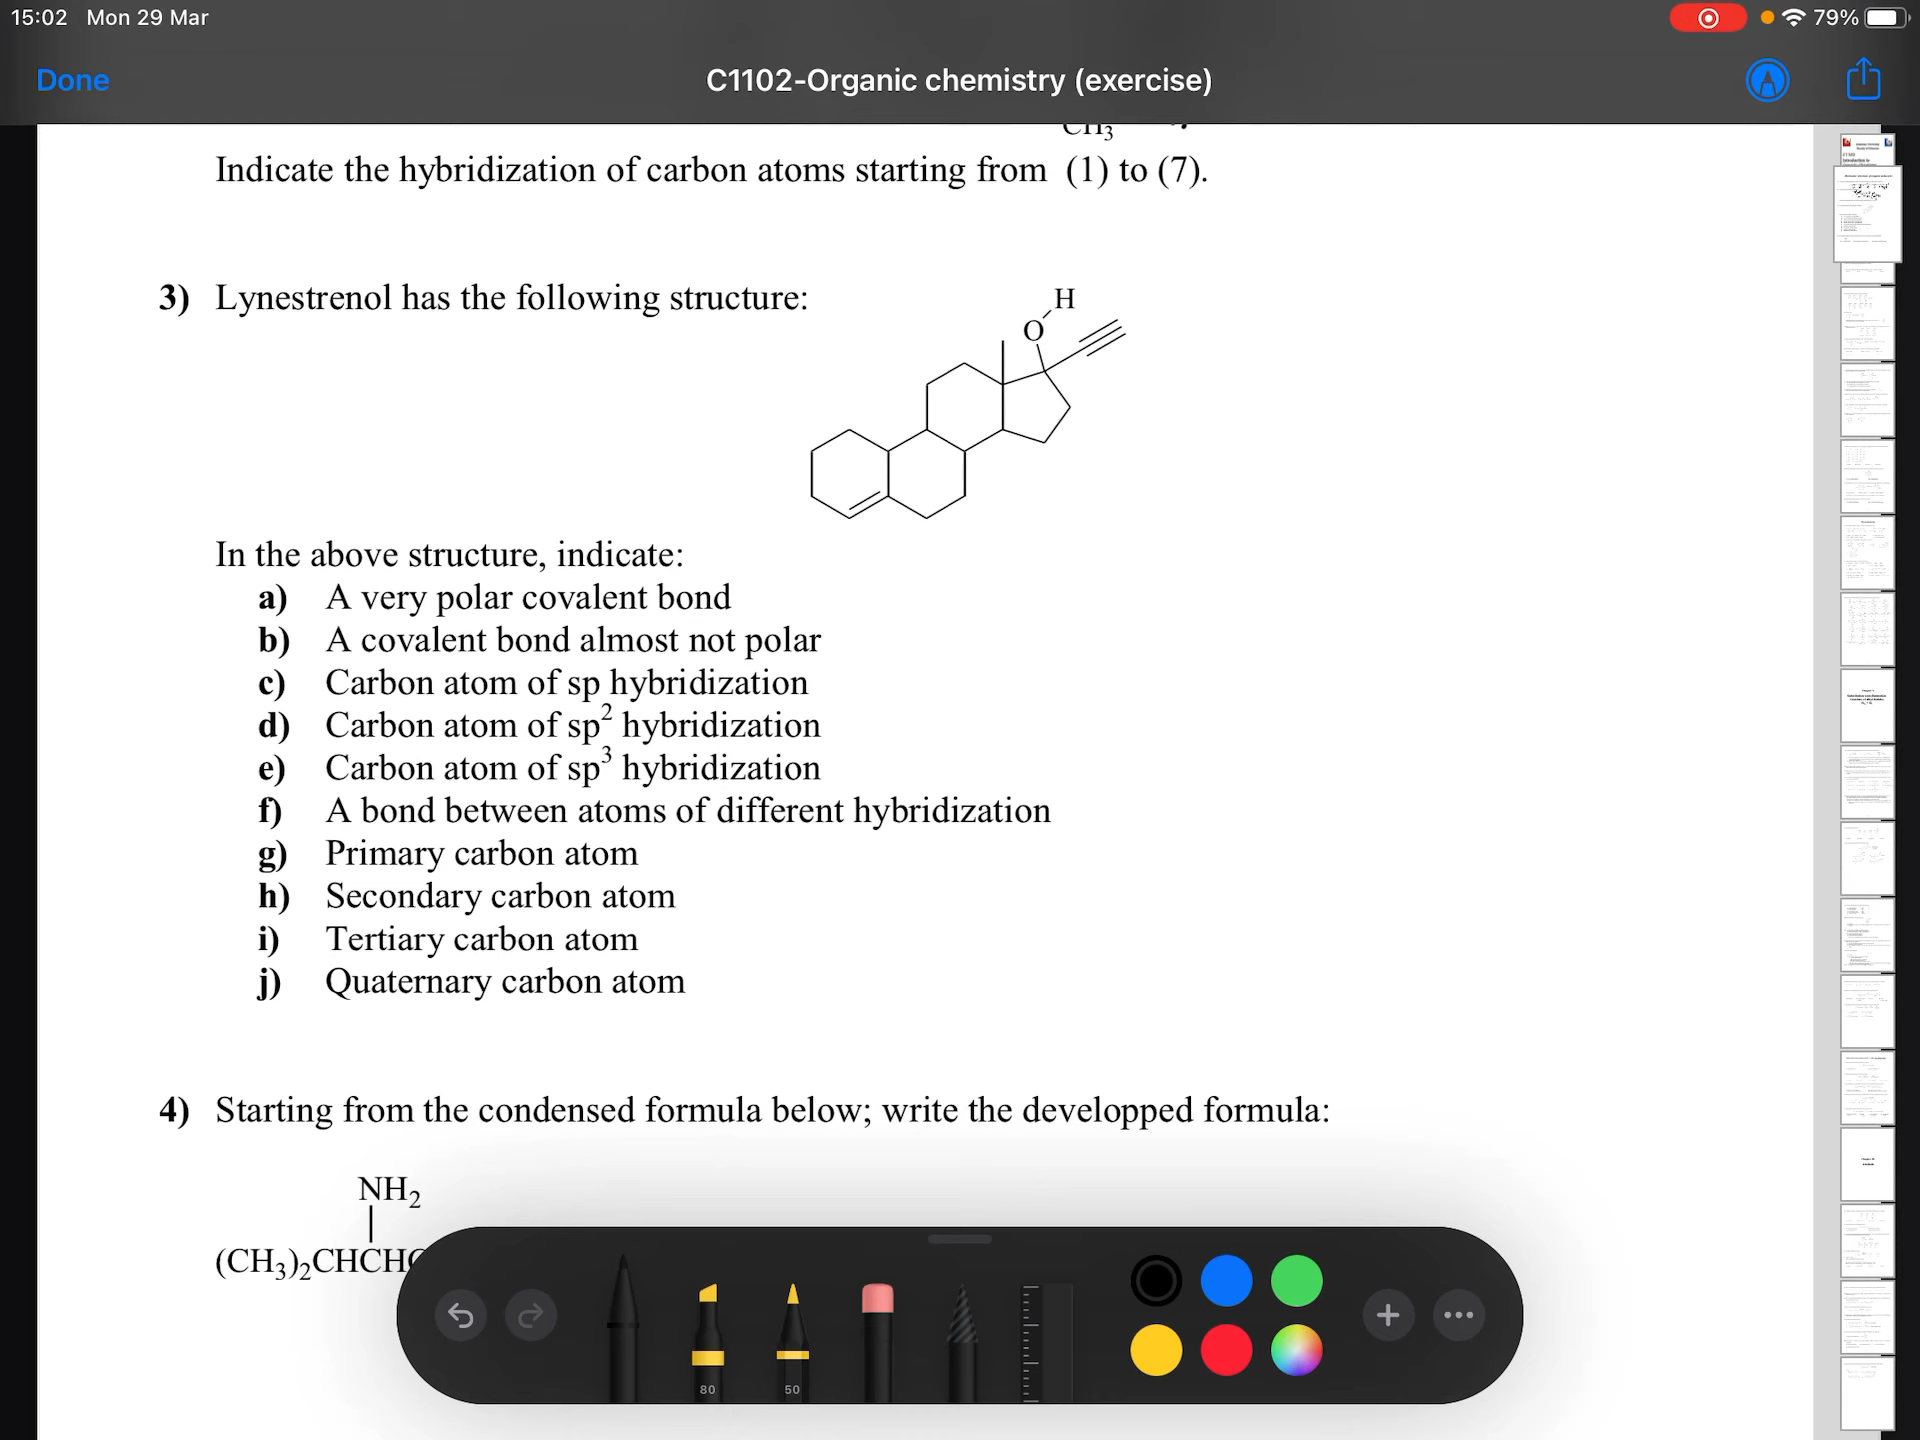 15:02 Mon 29 Mar
79%
Done
C1102-Organic chemistry (exercise)
CH₃
Indicate the hybridization of carbon atoms starting from (1) to (7).
3) Lynestrenol has the following structure:
H
O
In the above structure, indicate:
a) A very polar covalent bond
b) A covalent bond almost not polar
c) Carbon atom of sp hybridization
d) Carbon atom of sp² hybridization
e) Carbon atom of sp³ hybridization
f) A bond between atoms of different hybridization
g) Primary carbon atom
h) Secondary carbon atom
i) Tertiary carbon atom
j) Quaternary carbon atom
4) Starting from the condensed formula below; write the developped formula:
NH₂
(CH₃)₂CHCH
80
50